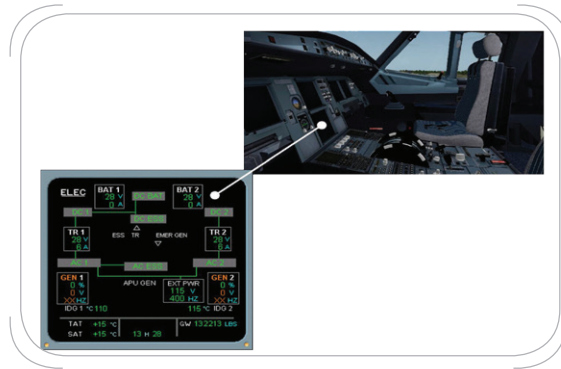 ELEC
BAT 1
28 V
0 A
DC BAT
BAT 2
28 V
0 A
DC 1
DC ESS
DC 2
TR 1
28 V
6 A
ESS TR
EMER GEN
TR 2
28 V
6 A
AC 1
AC ESS
AC 2
GEN 1
0 %
0 V
XX HZ
APU GEN
EXT PWR
115 V
400 HZ
GEN 2
0 %
0 V
XX HZ
IDG 1 °C 110
115 °C IDG 2
TAT +15 °C
GW 132213 LBS
SAT +15 °C
13 H 28